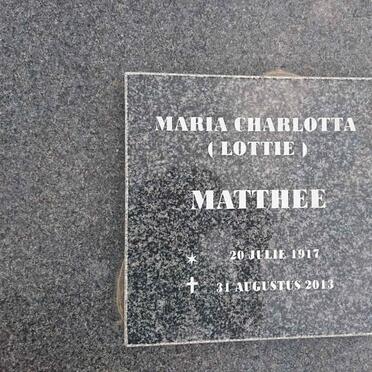 MARIA CHARLOTTA
( LOTTIE )
MATTHEE
* 20 JULIE 1917
✝ 31 AUGUSTUS 2013